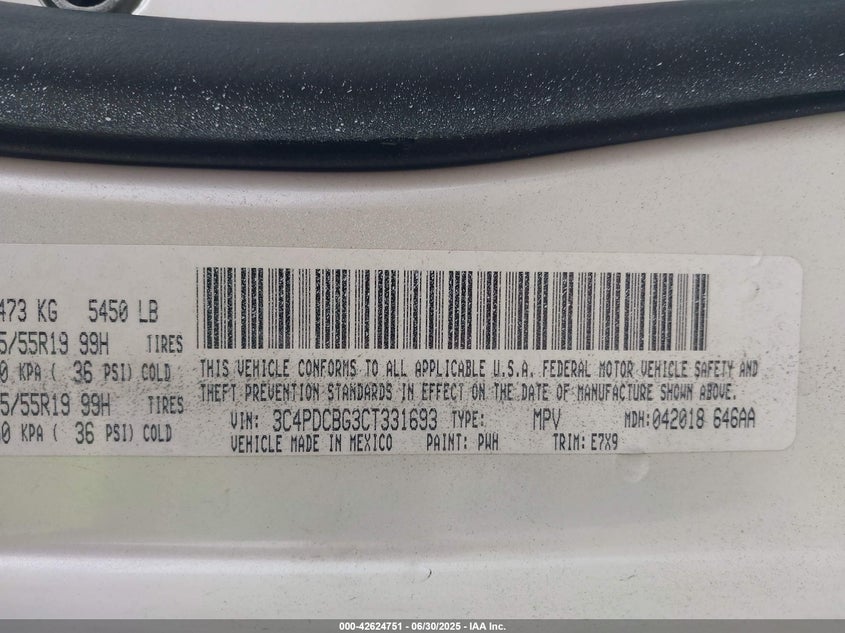 473 KG 5450 LB
5/55R19 99H TIRES
0 KPA ( 36 PSI) COLD
5/55R19 99H TIRES
0 KPA ( 36 PSI) COLD
THIS VEHICLE CONFORMS TO ALL APPLICABLE U.S.A. FEDERAL MOTOR VEHICLE SAFETY AND
THEFT PREVENTION STANDARDS IN EFFECT ON THE DATE OF MANUFACTURE SHOWN ABOVE.
VIN: 3C4PDCBG3CT331693 TYPE: MPV MDH: 042018 646AA
VEHICLE MADE IN MEXICO PAINT: PWH TRIM: E7X9
000-42624751 — 06/30/2025 — IAA Inc.